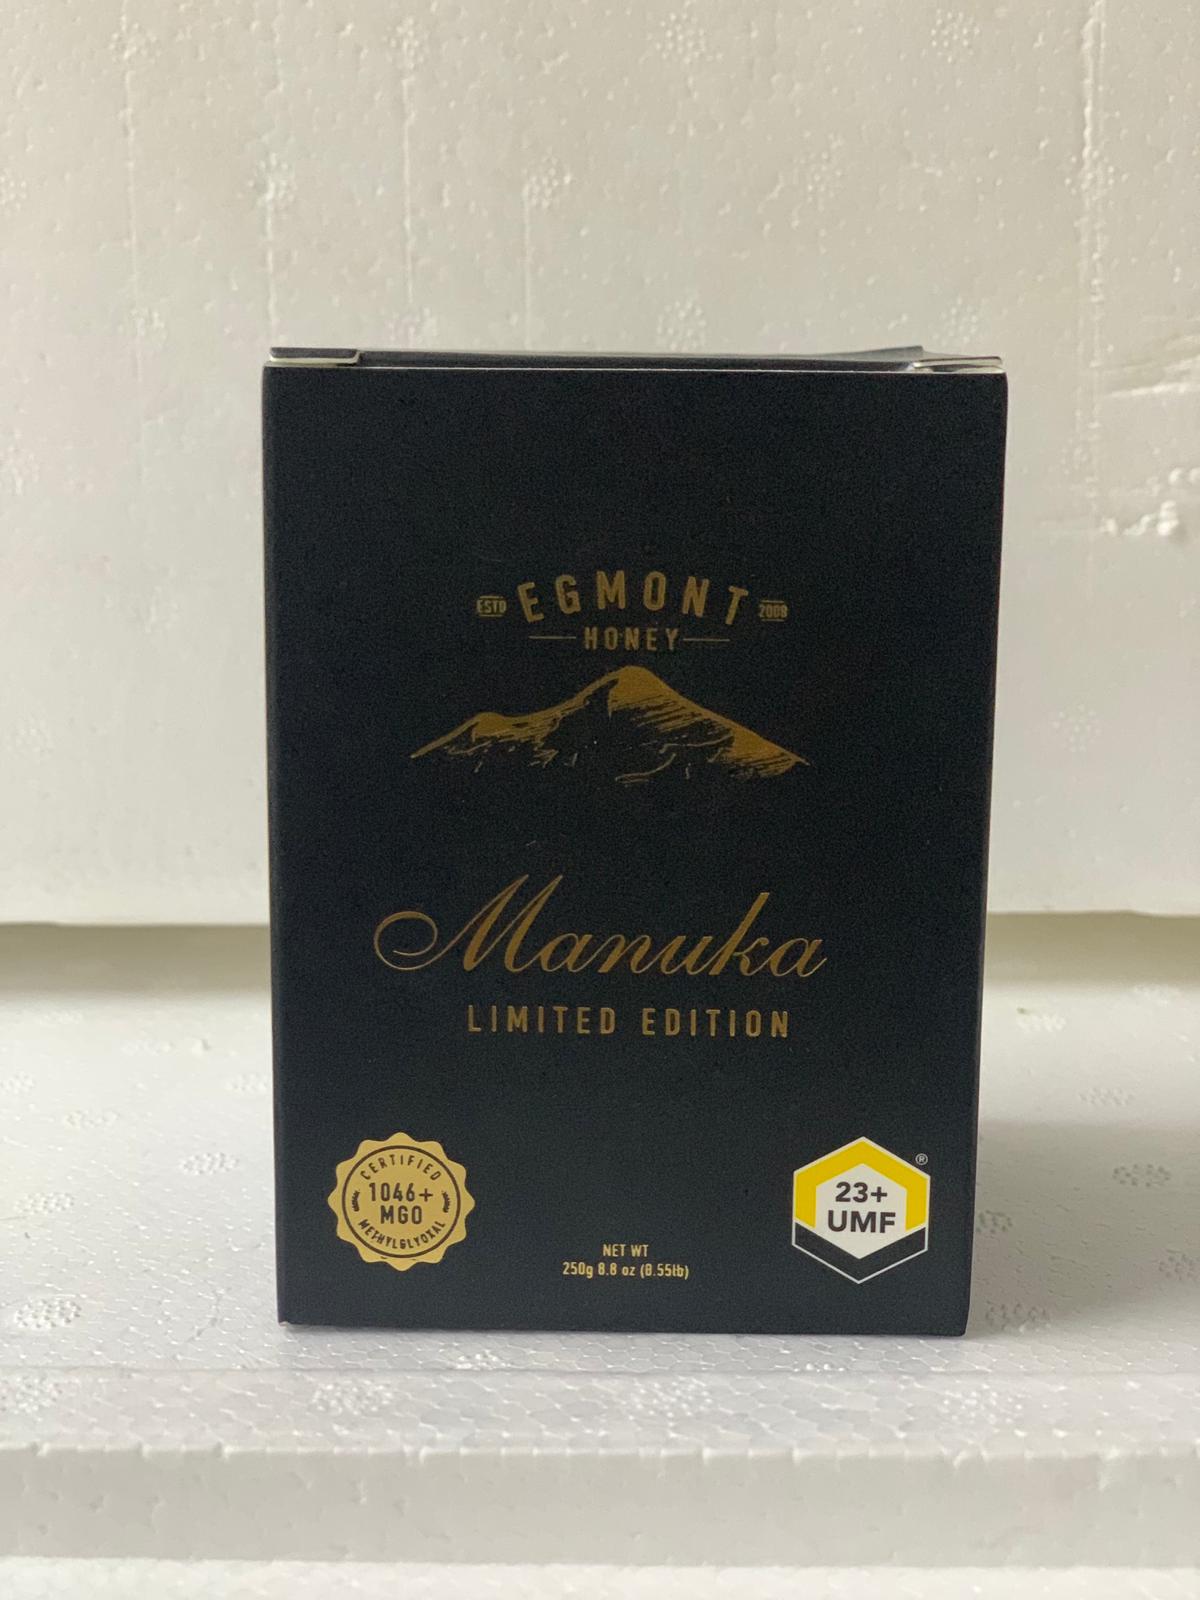 ESTD EGMONT 2008
HONEY
Manuka
LIMITED EDITION
CERTIFIED
1046+
MGO
METHYLGLYOXAL
NET WT
250g 8.8 oz (0.55lb)
23+
UMF
®